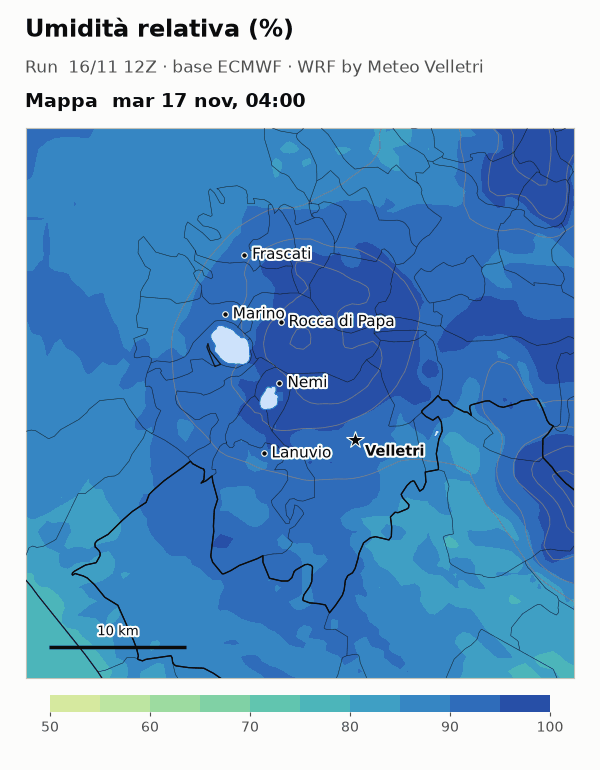 Umidità relativa (%)
Run  16/11 12Z · base ECMWF · WRF by Meteo Velletri
Mappa  mar 17 nov, 04:00
Frascati
Marino
Rocca di Papa
Nemi
Velletri
Lanuvio
10 km
50 60 70 80 90 100